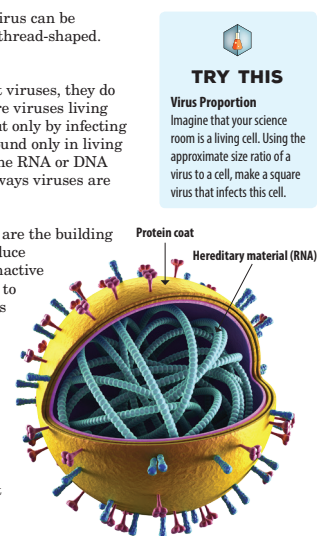 irus can be
thread-shaped.
t viruses, they do
re viruses living
ut only by infecting
und only in living
he RNA or DNA
ways viruses are
are the building
duce
nactive
to
s
t
TRY THIS
Virus Proportion
Imagine that your science
room is a living cell. Using the
approximate size ratio of a
virus to a cell, make a square
virus that infects this cell.
Protein coat
Hereditary material (RNA)